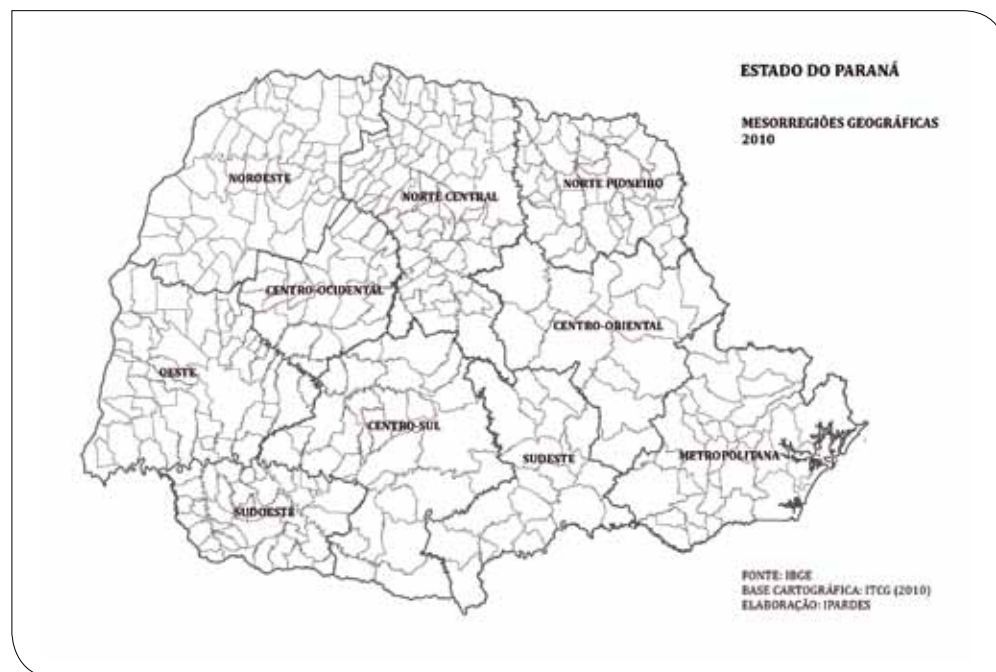 ESTADO DO PARANÁ
MESORREGIÕES GEOGRÁFICAS
2010
NOROESTE
NORTE CENTRAL
NORTE PIONEIRO
CENTRO-OCIDENTAL
CENTRO-ORIENTAL
OESTE
CENTRO-SUL
SUDESTE
METROPOLITANA
SUDOESTE
FONTE: IBGE
BASE CARTOGRÁFICA: ITCG (2010)
ELABORAÇÃO: IPARDES